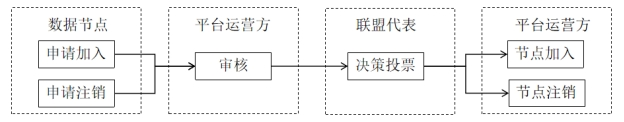 数据节点
平台运营方
联盟代表
平台运营方
申请加入
申请注销
审核
决策投票
节点加入
节点注销